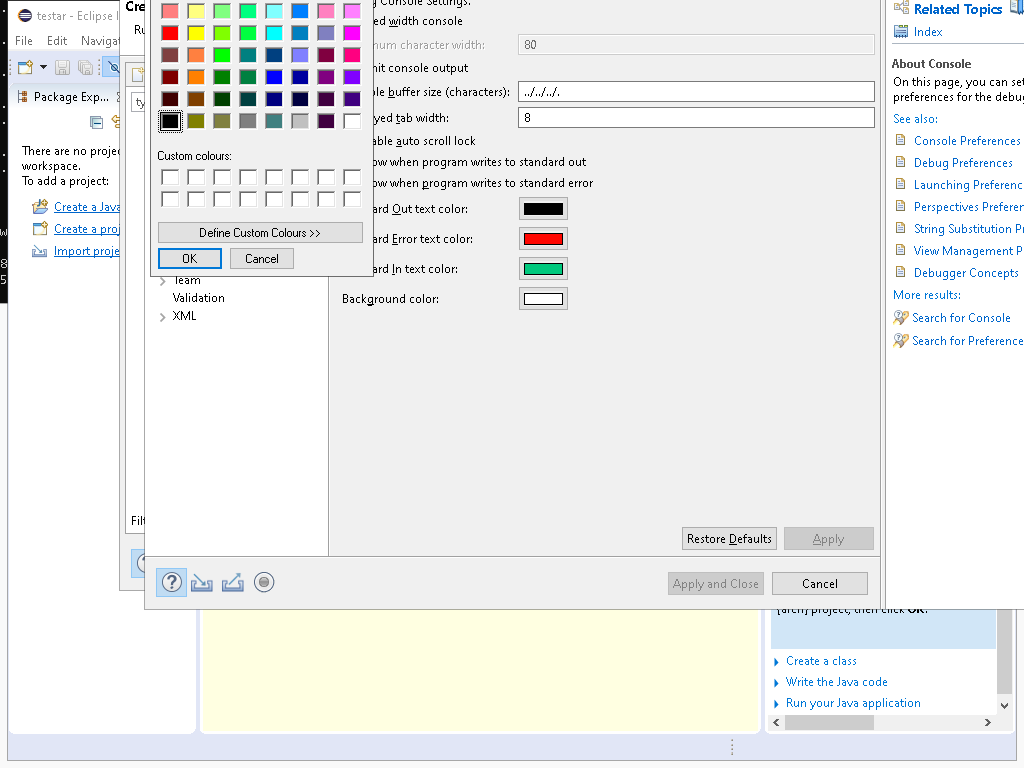 testar - Eclipse I
File Edit Navigat
Package Exp...
There are no projec
workspace.
To add a project:
Create a Java
Create a proj
Import proje
Cre
Ru
ty
Filt
Custom colours:
Define Custom Colours >>
OK Cancel
Team
Validation
XML
g Console Settings.
ed width console
num character width: 80
nit console output
le buffer size (characters): ../../../.
yed tab width: 8
able auto scroll lock
ow when program writes to standard out
ow when program writes to standard error
ard Out text color:
ard Error text color:
ard In text color:
Background color:
Restore Defaults Apply
Apply and Close Cancel
Related Topics
Index
About Console
On this page, you can set
preferences for the debug
See also:
Console Preferences
Debug Preferences
Launching Preferenc
Perspectives Preferen
String Substitution Pr
View Management P
Debugger Concepts
More results:
Search for Console
Search for Preference
{arch} project, then click OK.
Create a class
Write the Java code
Run your Java application